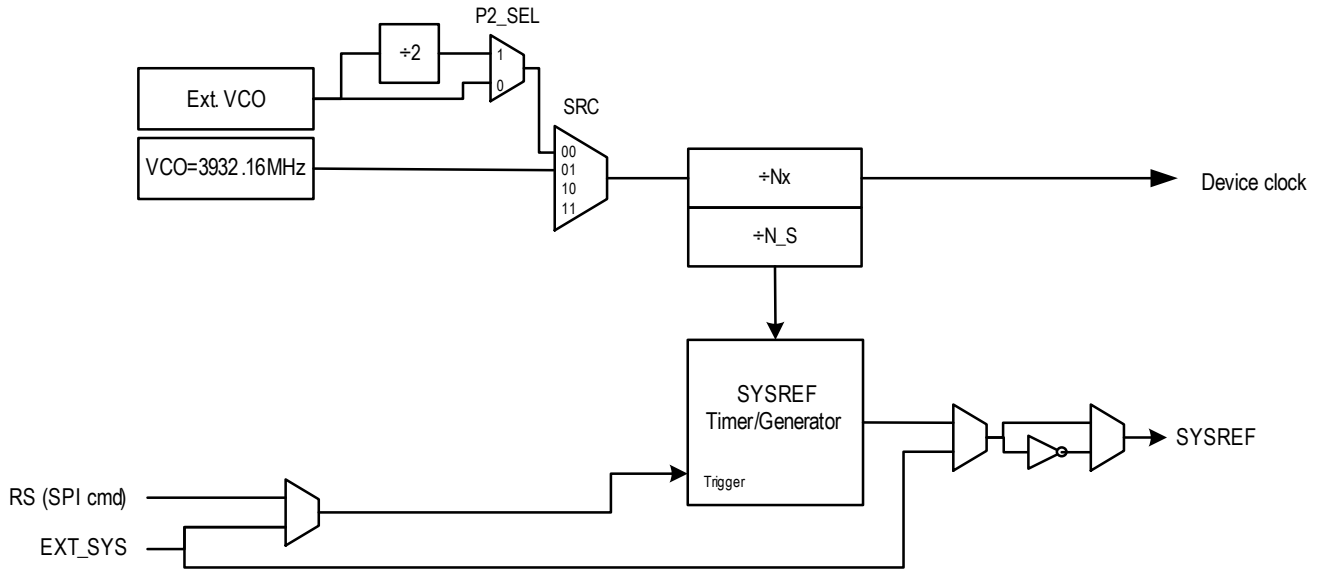 P2_SEL
÷2
1
0
Ext. VCO
SRC
VCO=3932.16MHz
00
01
10
11
÷Nx
Device clock
÷N_S
SYSREF
Timer/Generator
SYSREF
Trigger
RS (SPI cmd)
EXT_SYS